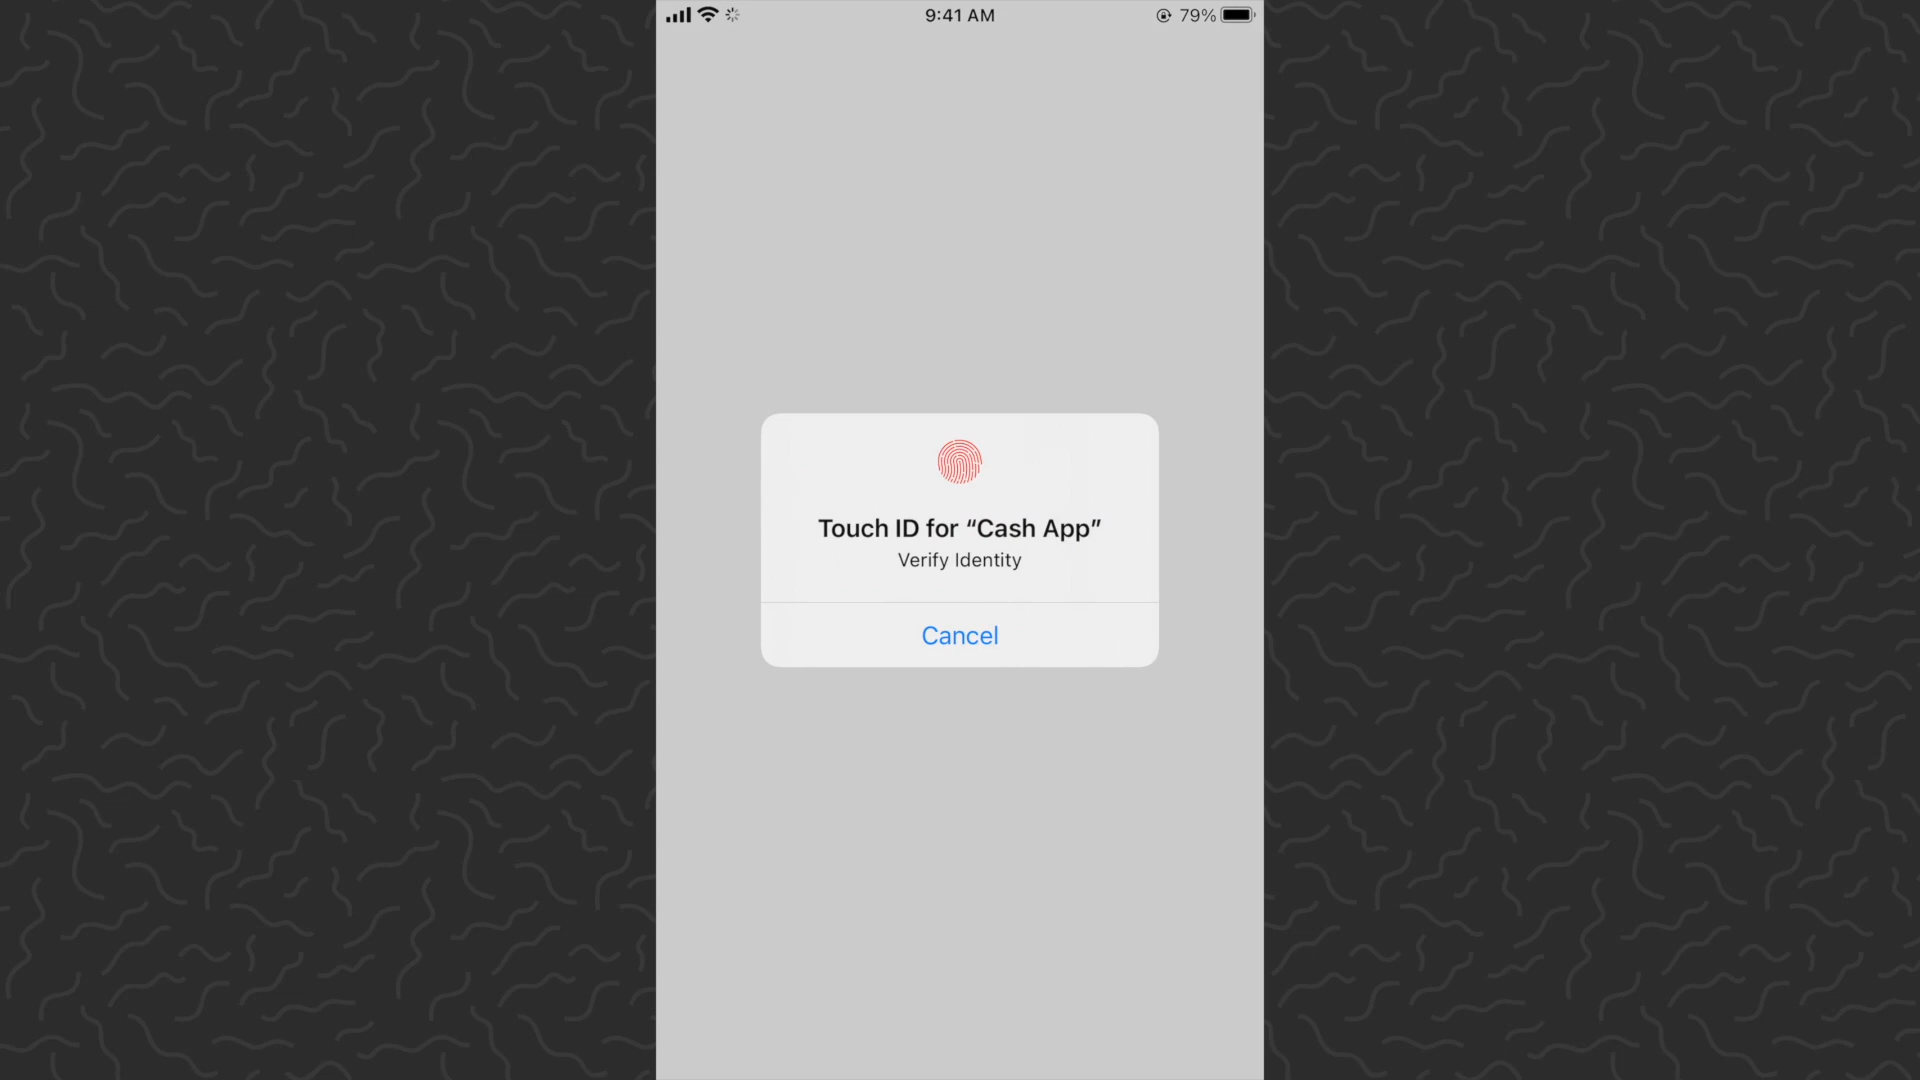 9:41 AM
79%
Touch ID for “Cash App”
Verify Identity
Cancel